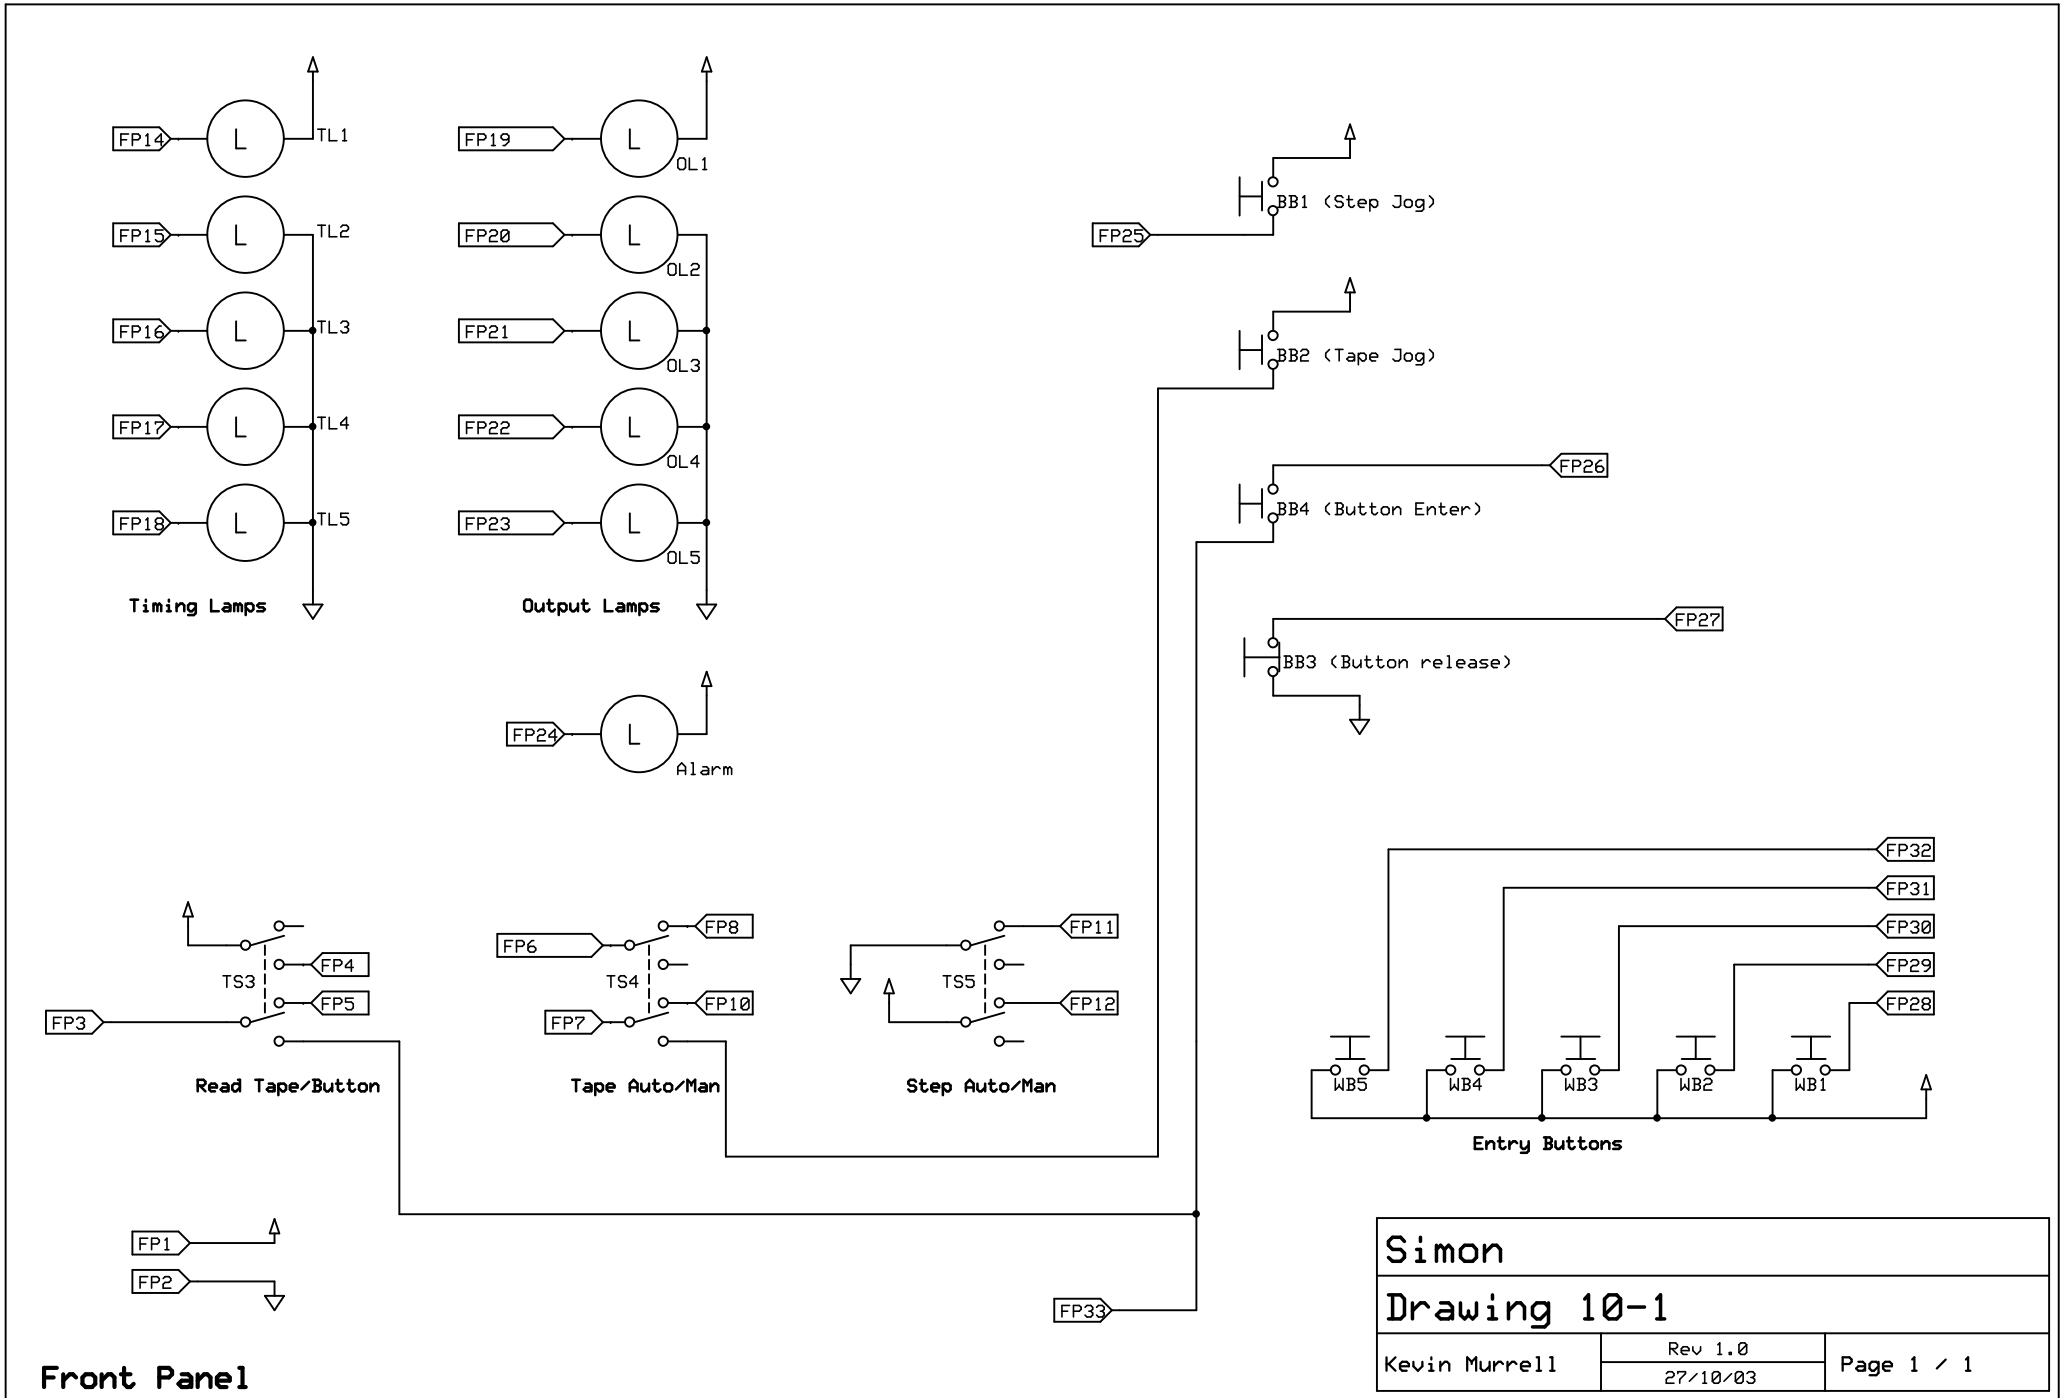 FP14
L
TL1
FP19
L
OL1
BB1 (Step Jog)
FP15
L
TL2
FP20
L
OL2
FP25
FP16
L
TL3
FP21
L
OL3
BB2 (Tape Jog)
FP17
L
TL4
FP22
L
OL4
FP26
FP18
L
TL5
FP23
L
OL5
BB4 (Button Enter)
Timing Lamps
Output Lamps
FP27
BB3 (Button release)
FP24
L
Alarm
FP32
FP31
FP30
FP29
FP28
WB5
WB4
WB3
WB2
WB1
Entry Buttons
TS3
FP4
FP5
FP3
Read Tape/Button
FP6
FP8
TS4
FP10
FP7
Tape Auto/Man
FP11
TS5
FP12
Step Auto/Man
FP1
FP2
FP33
Front Panel
Simon
Drawing 10-1
Kevin Murrell
Rev 1.0
27/10/03
Page 1 / 1